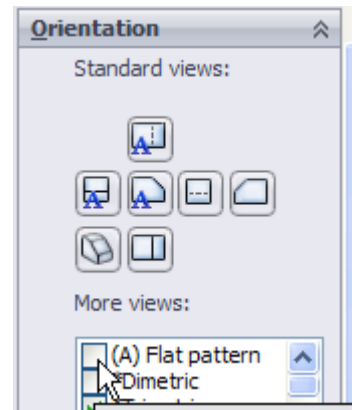 Orientation
Standard views:
A
A A
More views:
(A) Flat pattern
*Dimetric